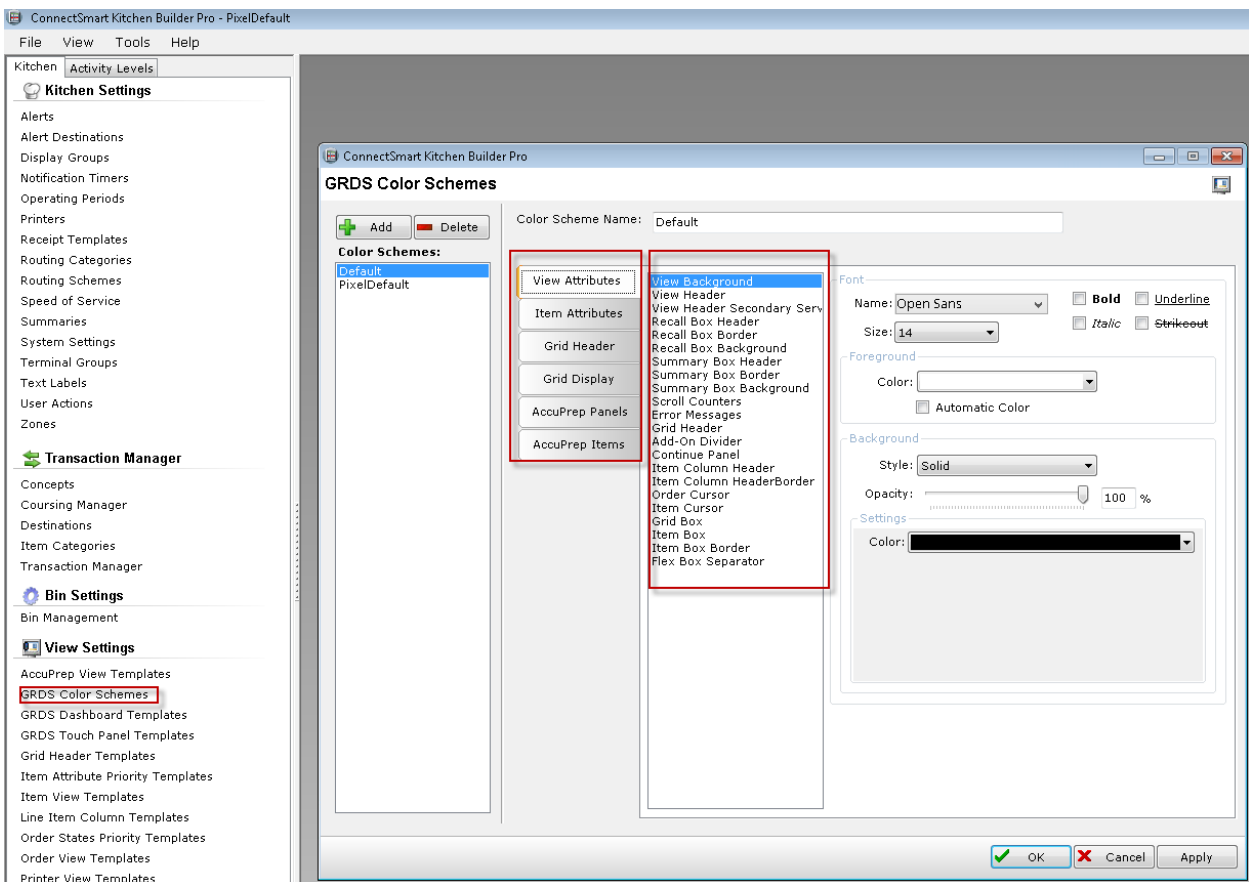 ConnectSmart Kitchen Builder Pro - PixelDefault
File View Tools Help
Kitchen Activity Levels
Kitchen Settings
Alerts
Alert Destinations
Display Groups
Notification Timers
Operating Periods
Printers
Receipt Templates
Routing Categories
Routing Schemes
Speed of Service
Summaries
System Settings
Terminal Groups
Text Labels
User Actions
Zones
Transaction Manager
Concepts
Coursing Manager
Destinations
Item Categories
Transaction Manager
Bin Settings
Bin Management
View Settings
AccuPrep View Templates
GRDS Color Schemes
GRDS Dashboard Templates
GRDS Touch Panel Templates
Grid Header Templates
Item Attribute Priority Templates
Item View Templates
Line Item Column Templates
Order States Priority Templates
Order View Templates
Printer View Templates
ConnectSmart Kitchen Builder Pro
GRDS Color Schemes
Add Delete
Color Schemes:
Default
PixelDefault
Color Scheme Name: Default
View Attributes
Item Attributes
Grid Header
Grid Display
AccuPrep Panels
AccuPrep Items
View Background
View Header
View Header Secondary Serv
Recall Box Header
Recall Box Border
Recall Box Background
Summary Box Header
Summary Box Border
Summary Box Background
Scroll Counters
Error Messages
Grid Header
Add-On Divider
Continue Panel
Item Column Header
Item Column HeaderBorder
Order Cursor
Item Cursor
Grid Box
Item Box
Item Box Border
Flex Box Separator
Font
Name: Open Sans Bold Underline
Size: 14 Italic Strikeout
Foreground
Color:
Automatic Color
Background
Style: Solid
Opacity: 100 %
Settings
Color:
OK Cancel Apply